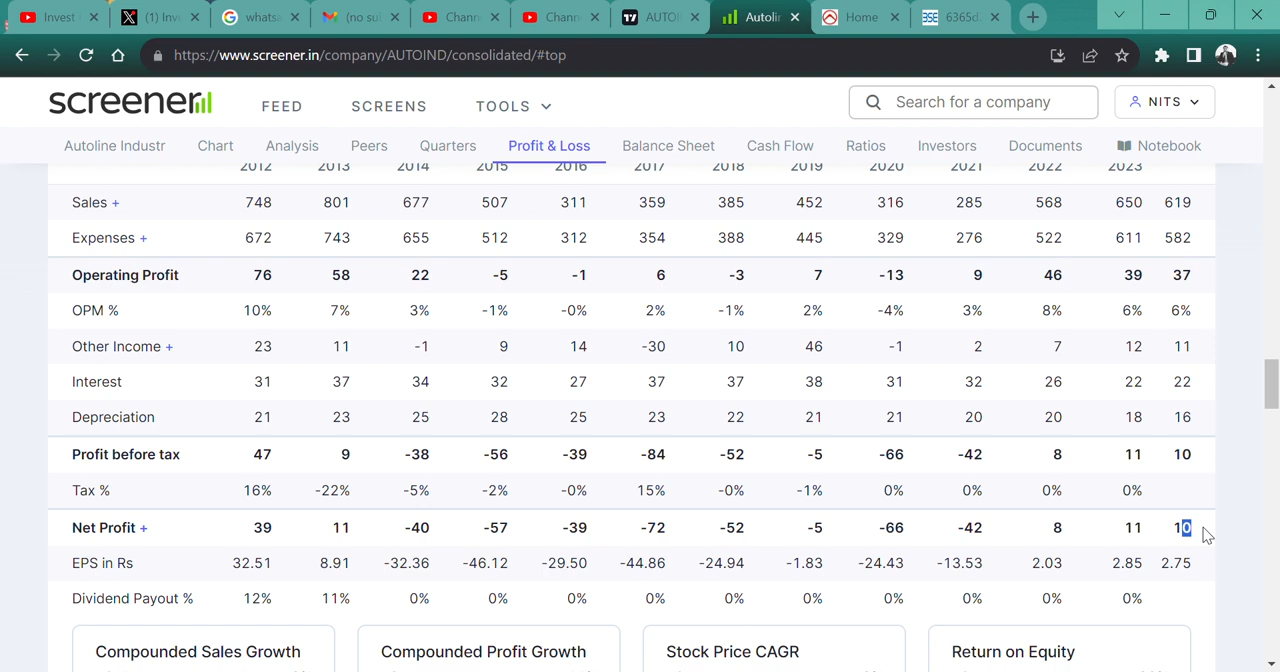 Invest
(1) Inv
whats
(no su
Chann
Chann
AUTOI
Autolin
Home
6365d
https://www.screener.in/company/AUTOIND/consolidated/#top
screener
FEED SCREENS TOOLS
Search for a company
NITS
Autoline Industr Chart Analysis Peers Quarters Profit & Loss Balance Sheet Cash Flow Ratios Investors Documents Notebook
2012 2013 2014 2015 2016 2017 2018 2019 2020 2021 2022 2023
Sales + 748 801 677 507 311 359 385 452 316 285 568 650 619
Expenses + 672 743 655 512 312 354 388 445 329 276 522 611 582
Operating Profit 76 58 22 -5 -1 6 -3 7 -13 9 46 39 37
OPM % 10% 7% 3% -1% -0% 2% -1% 2% -4% 3% 8% 6% 6%
Other Income + 23 11 -1 9 14 -30 10 46 -1 2 7 12 11
Interest 31 37 34 32 27 37 37 38 31 32 26 22 22
Depreciation 21 23 25 28 25 23 22 21 21 20 20 18 16
Profit before tax 47 9 -38 -56 -39 -84 -52 -5 -66 -42 8 11 10
Tax % 16% -22% -5% -2% -0% 15% -0% -1% 0% 0% 0% 0%
Net Profit + 39 11 -40 -57 -39 -72 -52 -5 -66 -42 8 11 10
EPS in Rs 32.51 8.91 -32.36 -46.12 -29.50 -44.86 -24.94 -1.83 -24.43 -13.53 2.03 2.85 2.75
Dividend Payout % 12% 11% 0% 0% 0% 0% 0% 0% 0% 0% 0% 0%
Compounded Sales Growth Compounded Profit Growth Stock Price CAGR Return on Equity